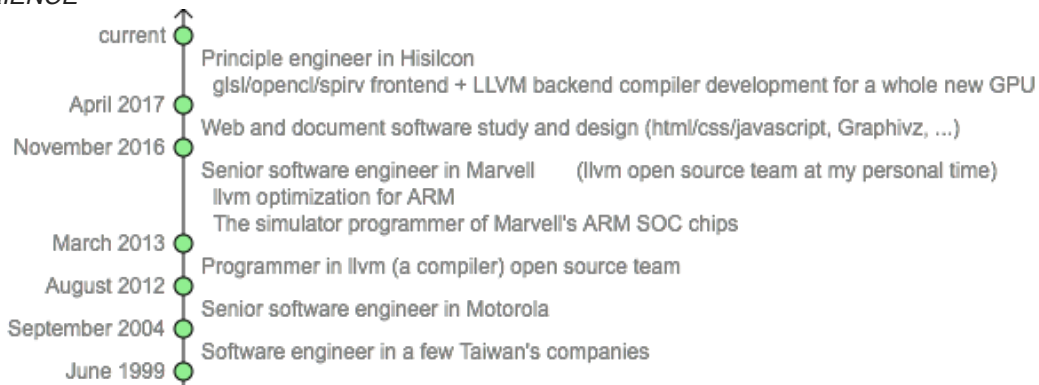 current
Principle engineer in Hisilcon
glsl/opencl/spirv frontend + LLVM backend compiler development for a whole new GPU
April 2017
Web and document software study and design (html/css/javascript, Graphivz, ...)
November 2016
Senior software engineer in Marvell (llvm open source team at my personal time)
llvm optimization for ARM
The simulator programmer of Marvell's ARM SOC chips
March 2013
Programmer in llvm (a compiler) open source team
August 2012
Senior software engineer in Motorola
September 2004
Software engineer in a few Taiwan's companies
June 1999